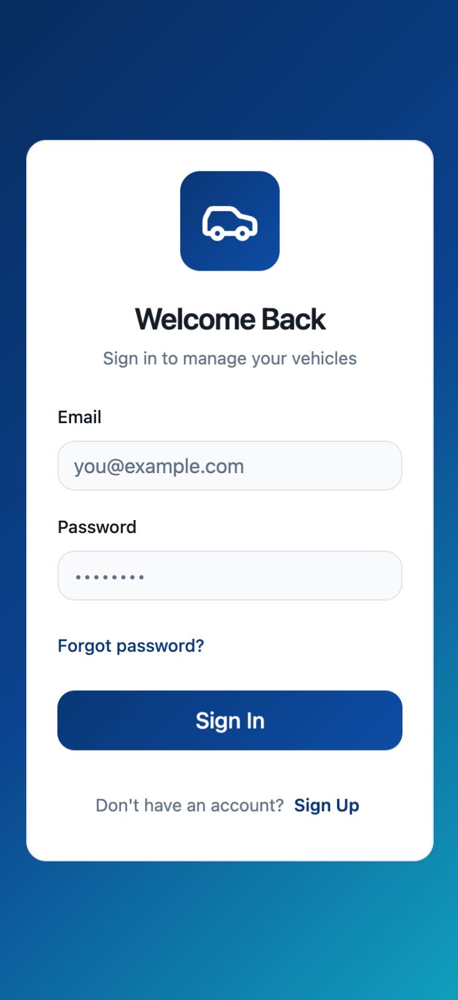 Welcome Back
Sign in to manage your vehicles
Email
you@example.com
Password
••••••••
Forgot password?
Sign In
Don't have an account? Sign Up